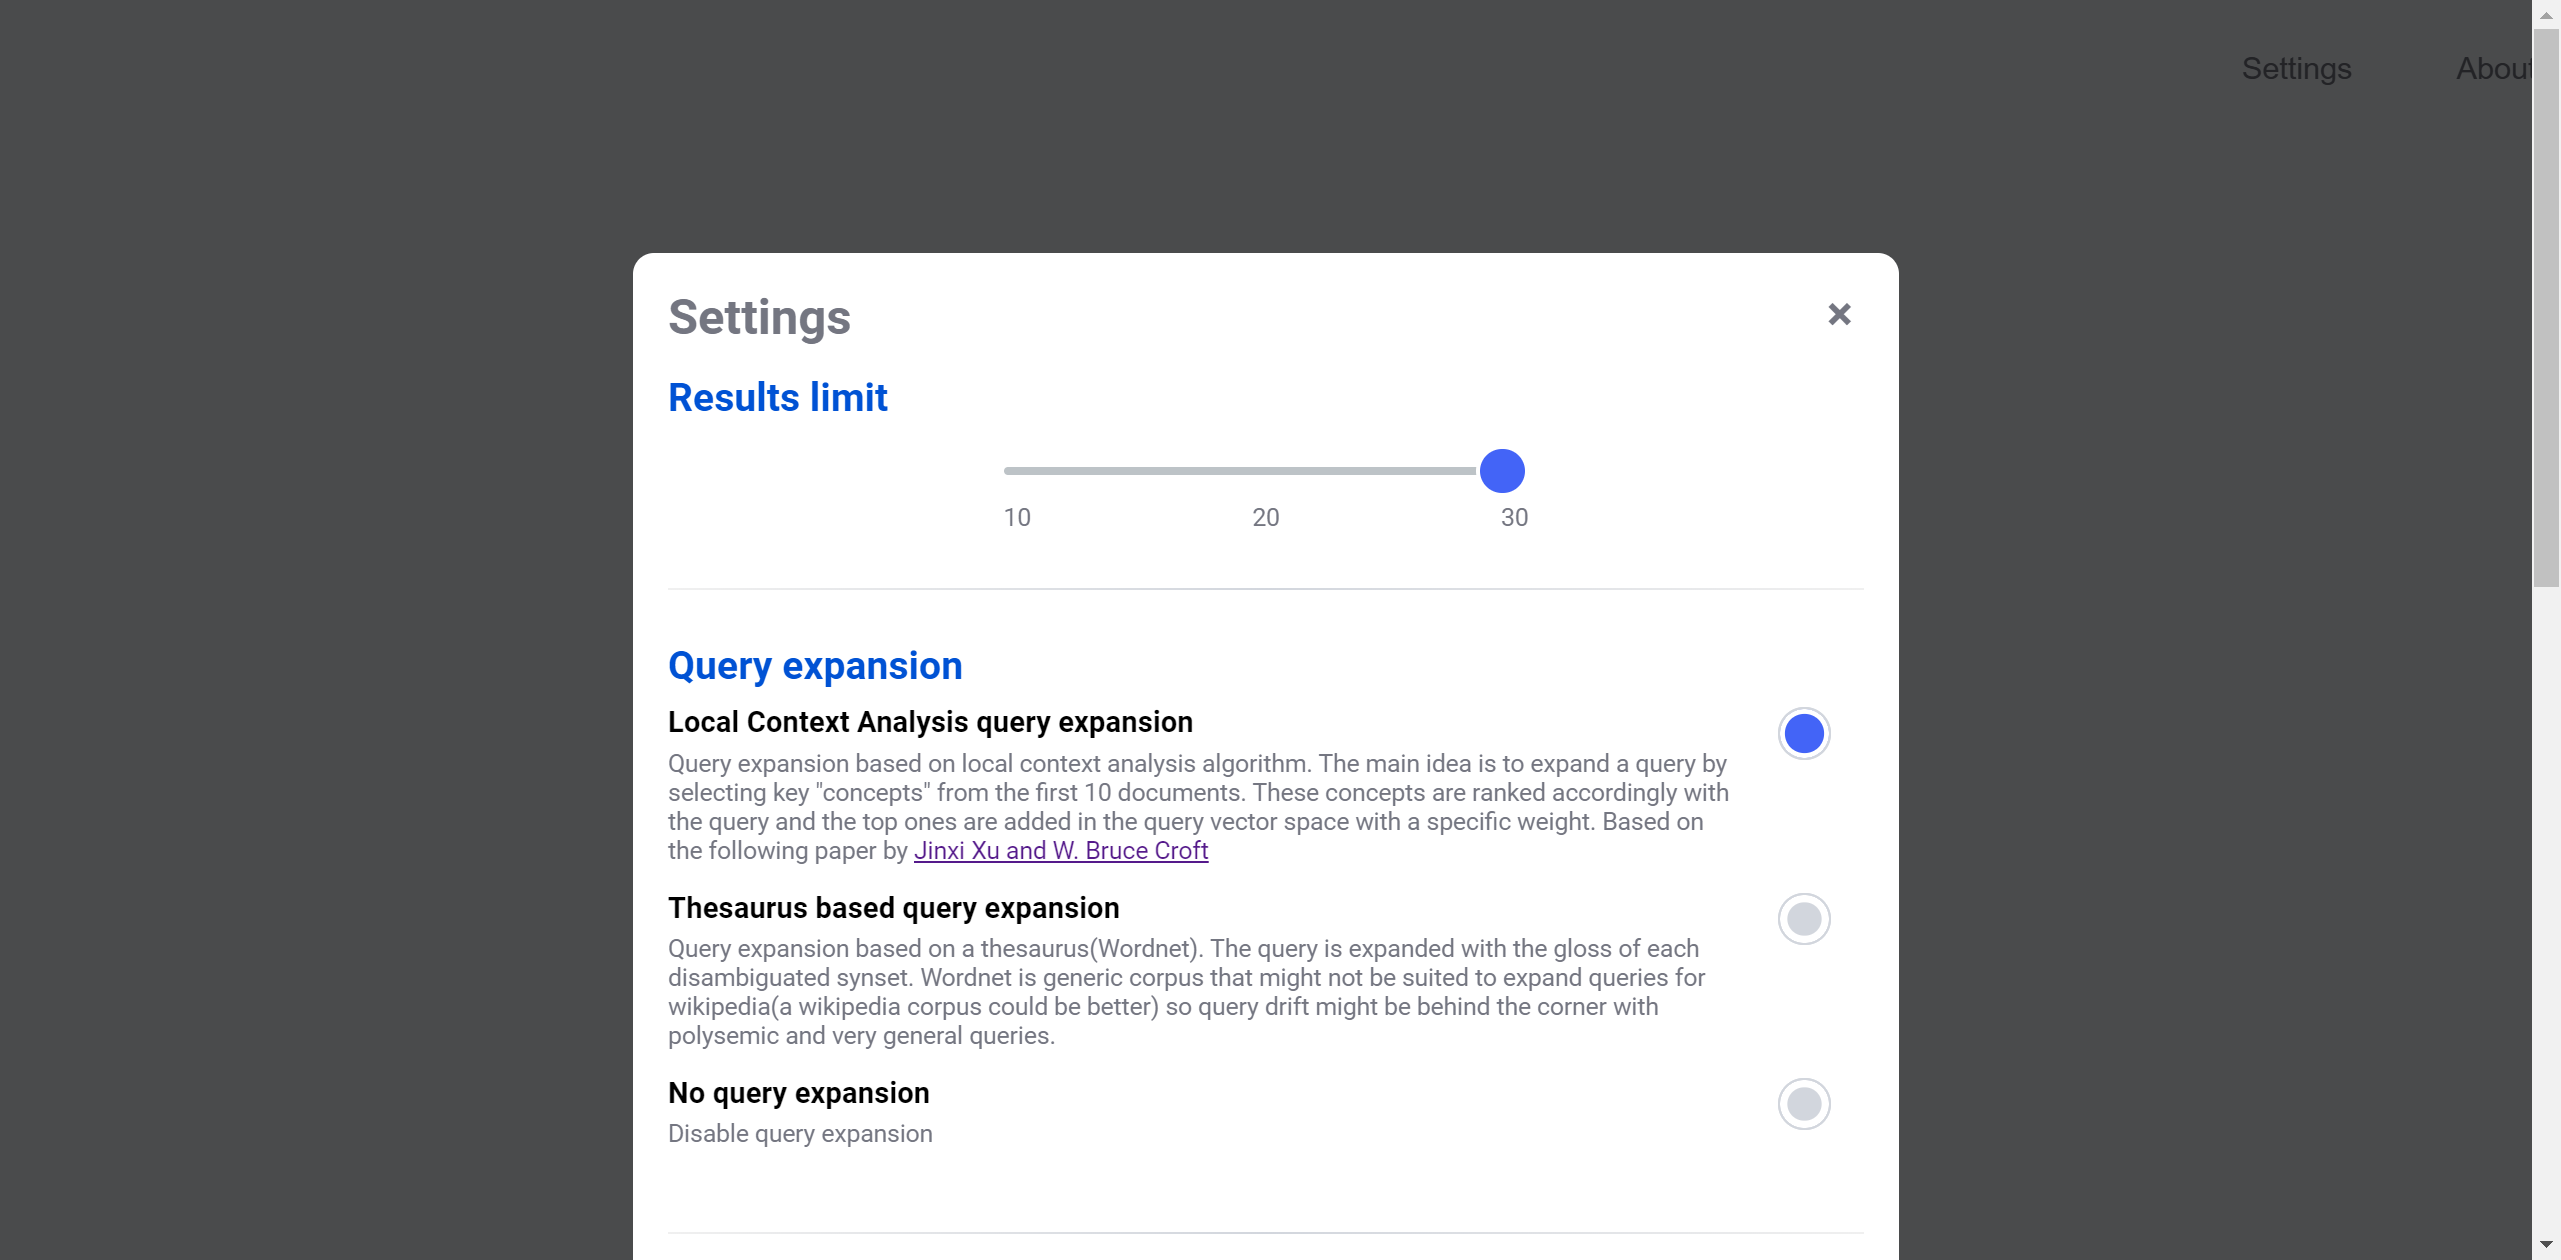 Settings About
Settings
Results limit
10 20 30
Query expansion
Local Context Analysis query expansion
Query expansion based on local context analysis algorithm. The main idea is to expand a query by
selecting key "concepts" from the first 10 documents. These concepts are ranked accordingly with
the query and the top ones are added in the query vector space with a specific weight. Based on
the following paper by Jinxi Xu and W. Bruce Croft
Thesaurus based query expansion
Query expansion based on a thesaurus(Wordnet). The query is expanded with the gloss of each
disambiguated synset. Wordnet is generic corpus that might not be suited to expand queries for
wikipedia(a wikipedia corpus could be better) so query drift might be behind the corner with
polysemic and very general queries.
No query expansion
Disable query expansion